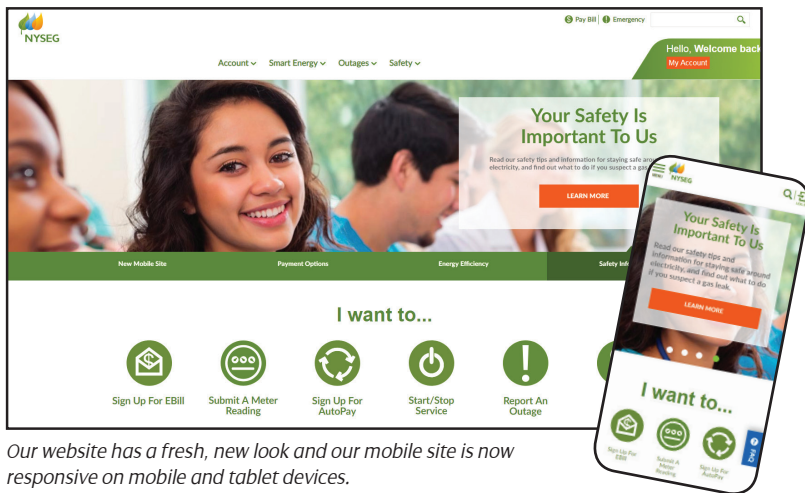 NYSEG
Pay Bill
Emergency
Account
Smart Energy
Outages
Safety
Hello, Welcome back
My Account
Your Safety Is
Important To Us
Read our safety tips and information for staying safe
electricity, and find out what to do if you suspect a gas
LEARN MORE
New Mobile Site
Payment Options
Energy Efficiency
Safety
I want to...
Sign Up For EBill
Submit A Meter
Reading
Sign Up For
AutoPay
Start/Stop
Service
Report An
Outage
MENU
NYSEG
Your Safety Is
Important To Us
Read our safety tips and
information for staying safe around
electricity, and find out what to do
if you suspect a gas leak.
LEARN MORE
I want to...
Sign Up For
EBill
Submit A
Meter
Reading
Sign Up For
AutoPay
? FAQ
Our website has a fresh, new look and our mobile site is now
responsive on mobile and tablet devices.